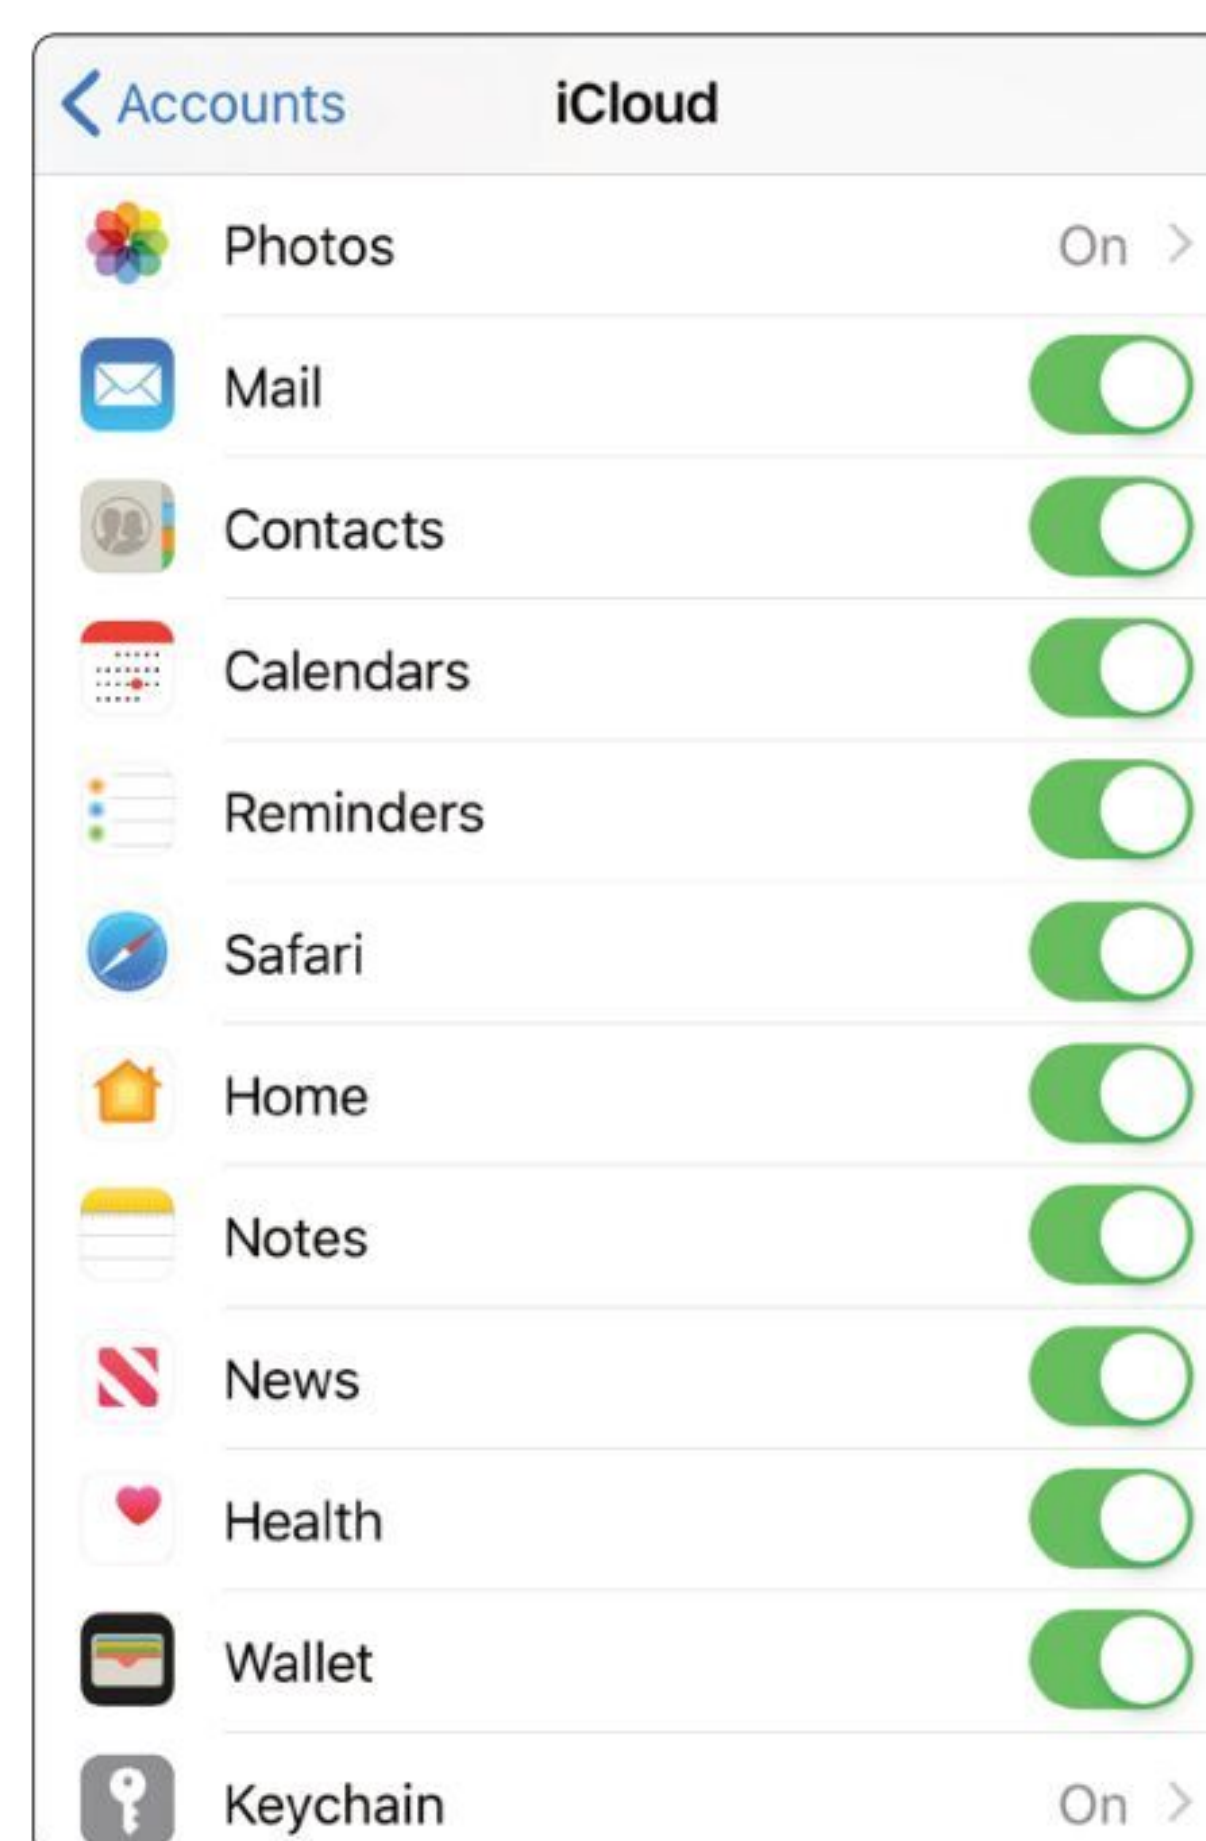 Accounts iCloud
Photos On
Mail
Contacts
Calendars
Reminders
Safari
Home
Notes
News
Health
Wallet
Keychain On